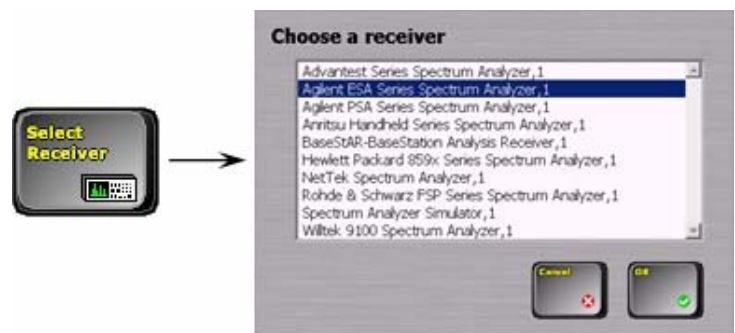 Select
Receiver
Choose a receiver
Advantest Series Spectrum Analyzer,1
Agilent ESA Series Spectrum Analyzer,1
Agilent PSA Series Spectrum Analyzer,1
Anritsu Handheld Series Spectrum Analyzer,1
BaseStAR-BaseStation Analysis Receiver,1
Hewlett Packard 859x Series Spectrum Analyzer,1
NetTek Spectrum Analyzer,1
Rohde & Schwarz FSP Series Spectrum Analyzer,1
Spectrum Analyzer Simulator,1
Willtek 9100 Spectrum Analyzer,1
Cancel
OK